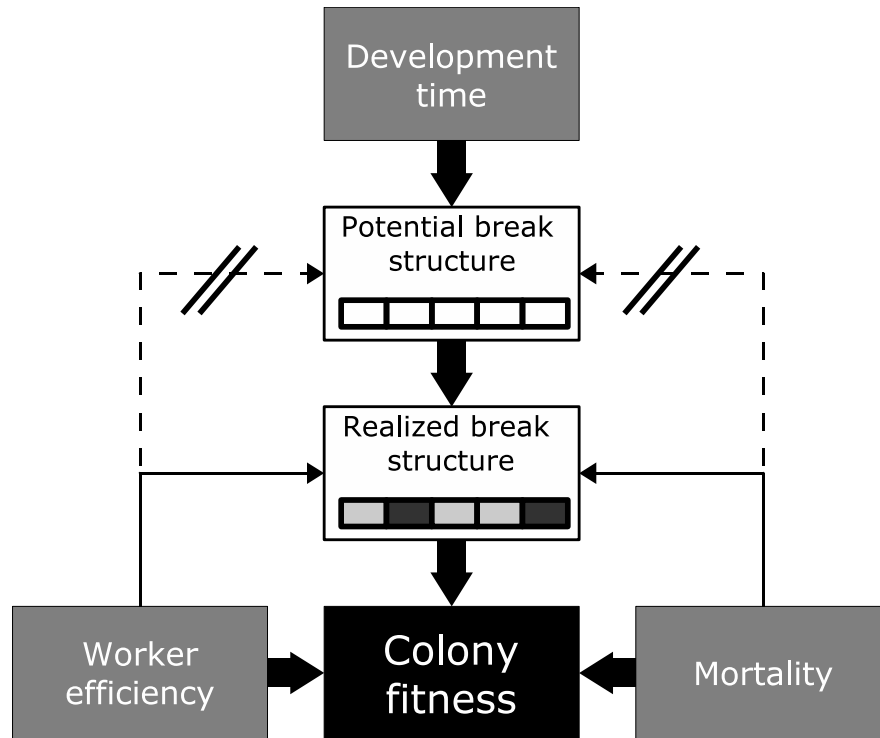 Development
time
Potential break
structure
Realized break
structure
Worker
efficiency
Colony
fitness
Mortality